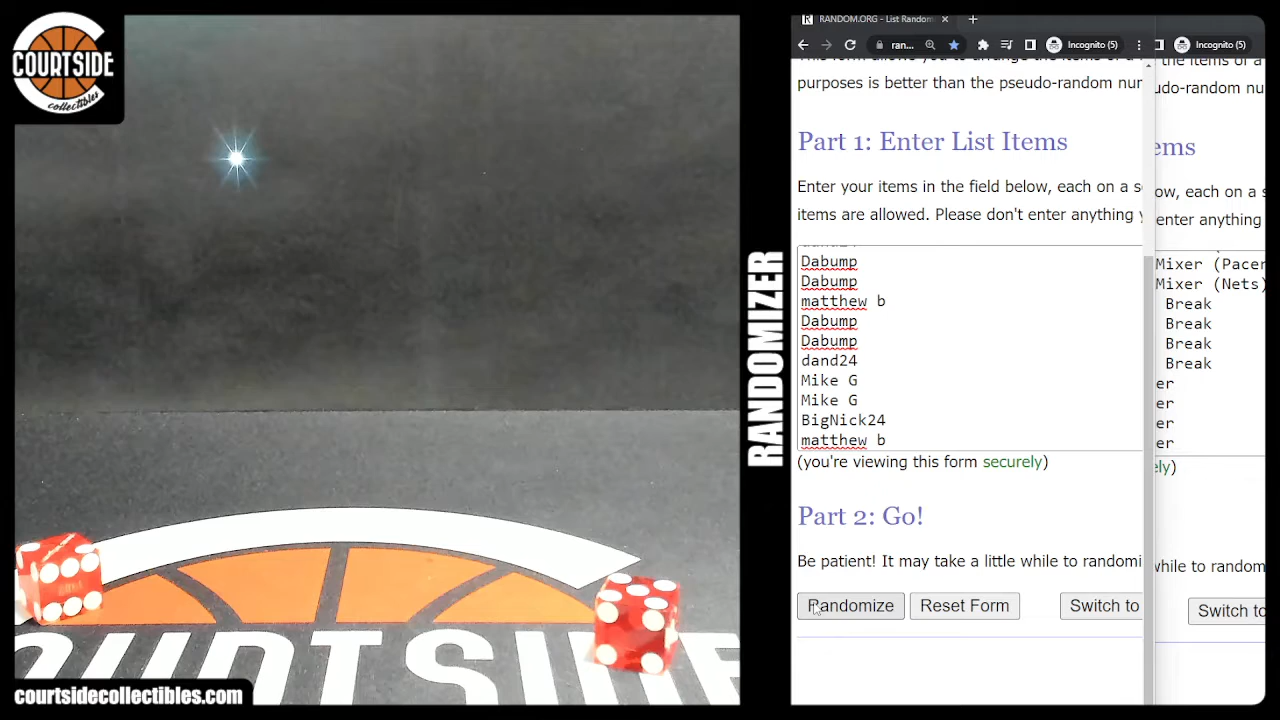 COURTSIDE
collectibles
COURTSIDE
courtsidecollectibles.com
RANDOMIZER
RANDOM.ORG - List Random
Incognito (5)
Incognito (5)
ran...
purposes is better than the pseudo-random nur
udo-random nu
Part 1: Enter List Items
ems
Enter your items in the field below, each on a s
ow, each on a s
items are allowed. Please don't enter anything y
enter anything
Dabump
Dabump
matthew b
Dabump
Dabump
dand24
Mike G
Mike G
BigNick24
matthew b
Mixer (Pacer
Mixer (Nets)
Break
Break
Break
Break
er
er
er
er
(you're viewing this form securely)
ely)
Part 2: Go!
Be patient! It may take a little while to randomi
while to random
Randomize
Reset Form
Switch to
Switch to